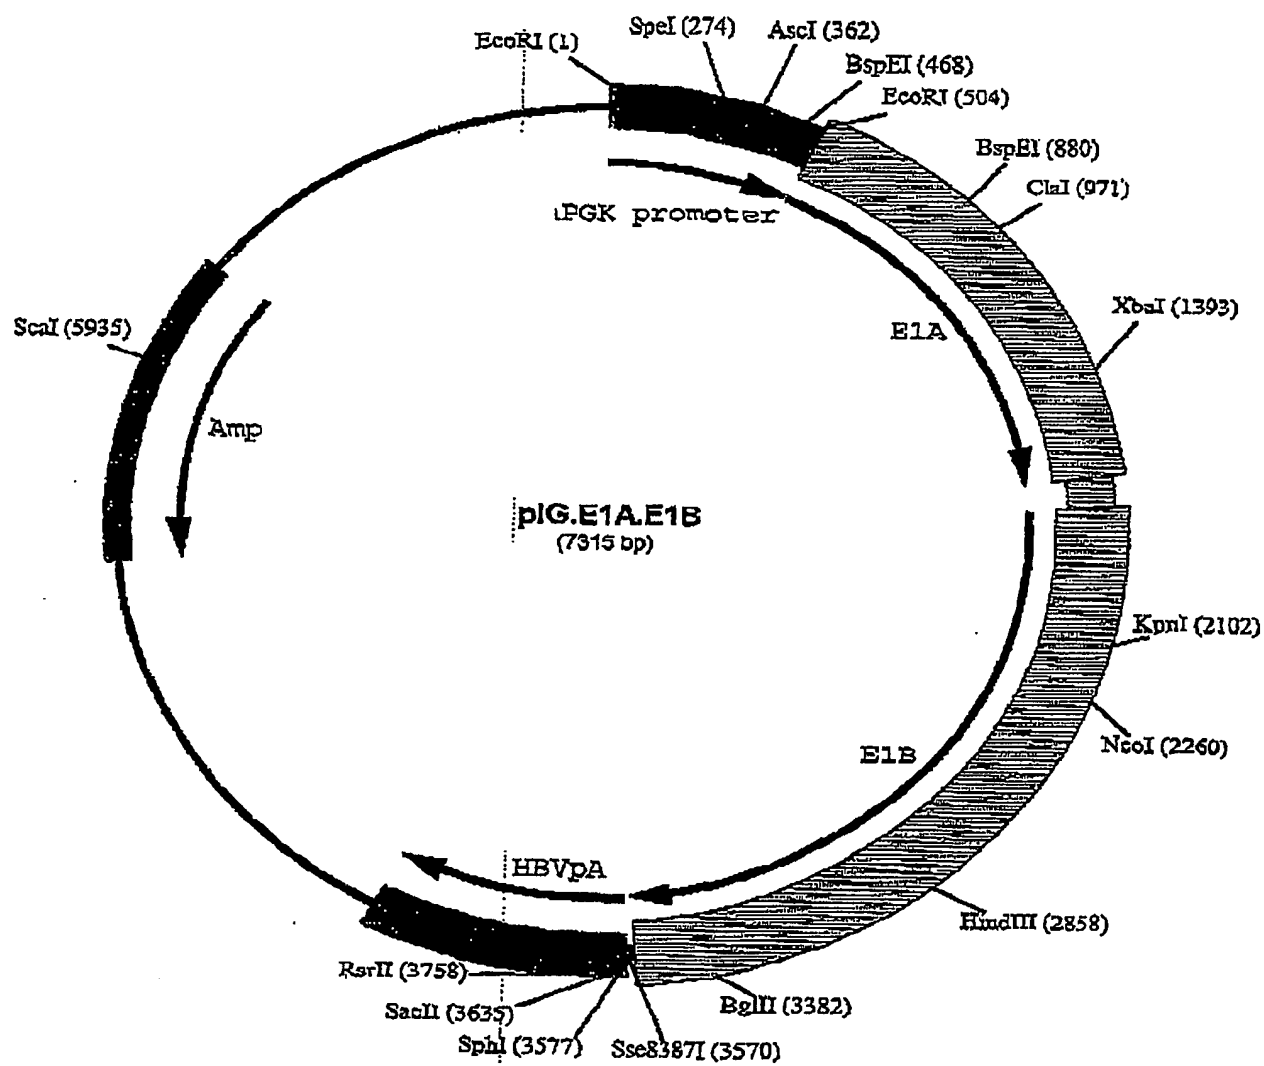 EcoRI (1)
SpeI (274)
AscI (362)
BspEI (468)
EcoRI (504)
BspEI (880)
ClaI (971)
PGK promoter
E1A
XbaI (1393)
ScaI (5935)
Amp
pIG.E1A.E1B
(7315 bp)
KpnI (2102)
NcoI (2260)
E1B
HBVpA
HindIII (2858)
RsrII (3758)
SacII (3635)
BglII (3382)
SphI (3577)
Sse8387I (3570)